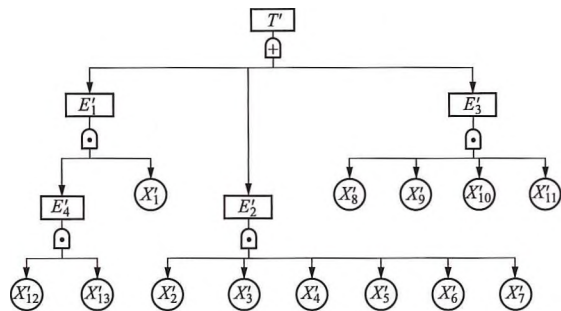 T′
+
E′₁ E′₃
X′₁ X′₈ X′₉ X′₁₀ X′₁₁
E′₄ E′₂
X′₁₂ X′₁₃ X′₂ X′₃ X′₄ X′₅ X′₆ X′₇